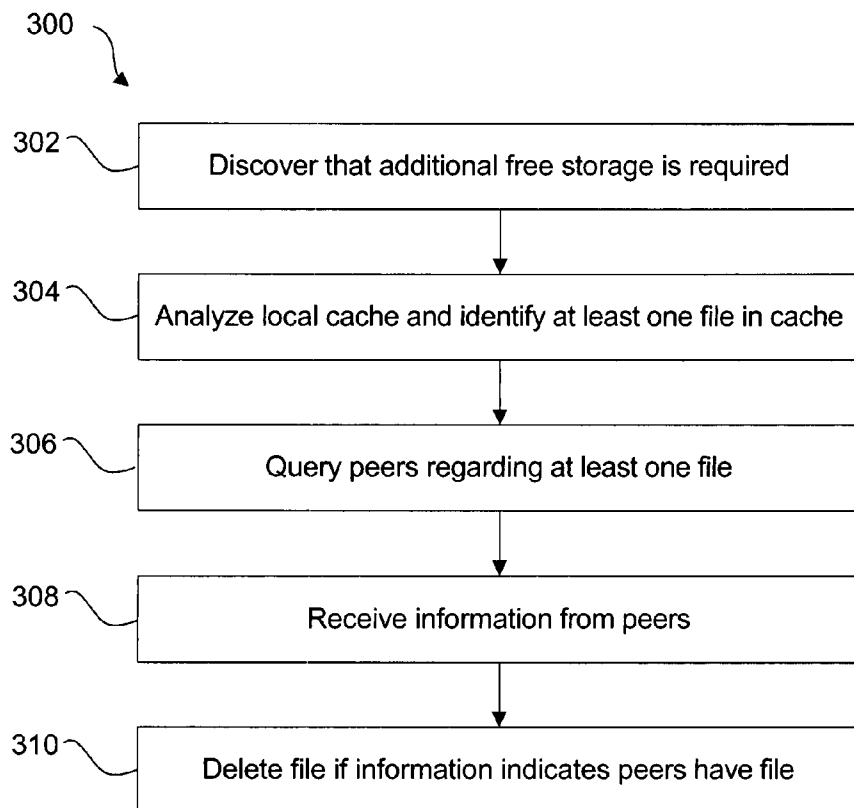 300
302
Discover that additional free storage is required
304
Analyze local cache and identify at least one file in cache
306
Query peers regarding at least one file
308
Receive information from peers
310
Delete file if information indicates peers have file